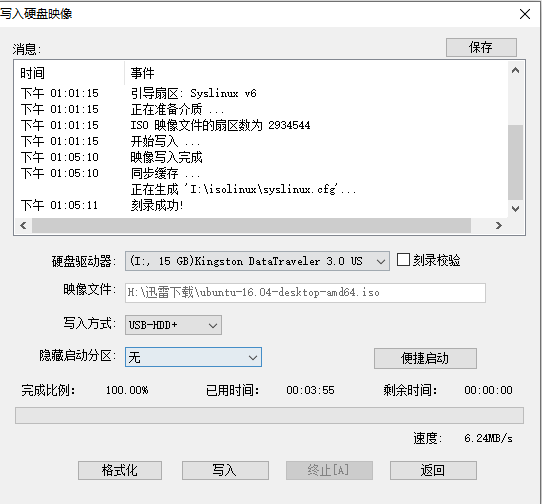 写入硬盘映像
消息:
保存
时间 事件
下午 01:01:15 引导扇区: Syslinux v6
下午 01:01:15 正在准备介质 ...
下午 01:01:15 ISO 映像文件的扇区数为 2934544
下午 01:01:15 开始写入 ...
下午 01:05:10 映像写入完成
下午 01:05:10 同步缓存 ...
正在生成 'I:\isolinux\syslinux.cfg'...
下午 01:05:11 刻录成功!
硬盘驱动器: (I:, 15 GB)Kingston DataTraveler 3.0 US 刻录校验
映像文件: H:\迅雷下载\ubuntu-16.04-desktop-amd64.iso
写入方式: USB-HDD+
隐藏启动分区: 无 便捷启动
完成比例: 100.00% 已用时间: 00:03:55 剩余时间: 00:00:00
速度: 6.24MB/s
格式化 写入 终止[A] 返回